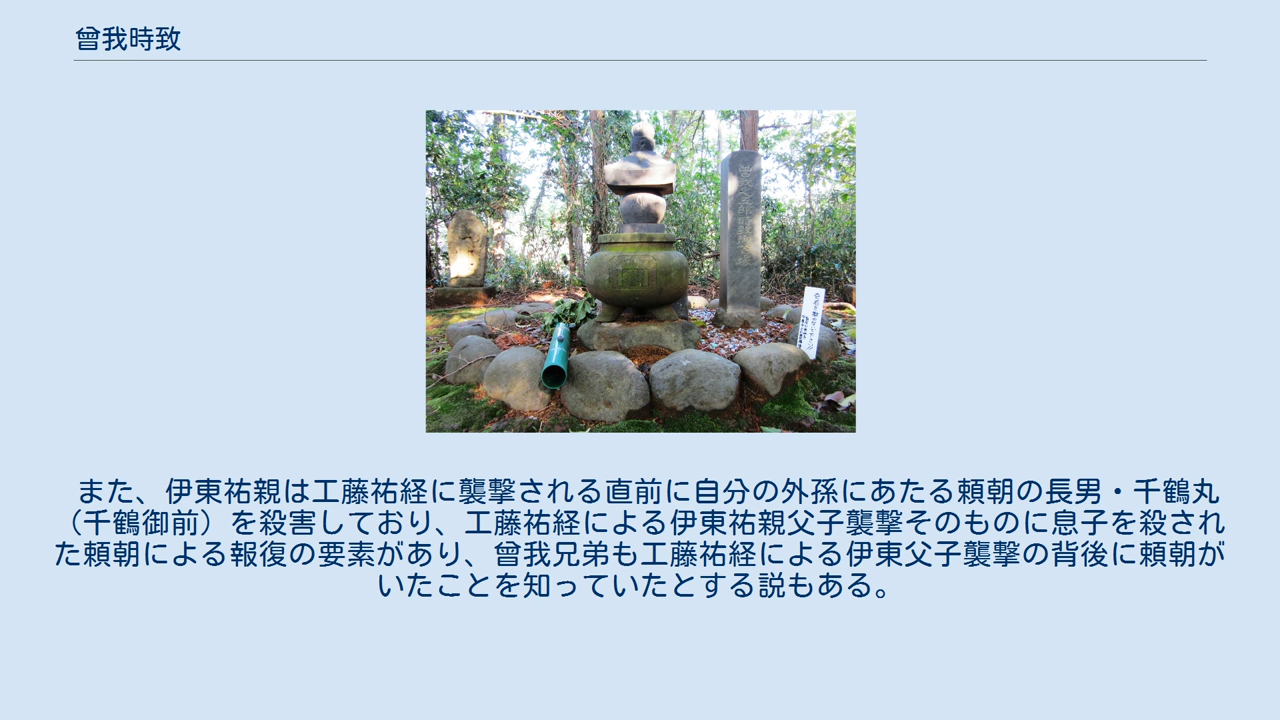 曾我時致
また、伊東祐親は工藤祐経に襲撃される直前に自分の外孫にあたる頼朝の長男・千鶴丸
（千鶴御前）を殺害しており、工藤祐経による伊東祐親父子襲撃そのものに息子を殺され
た頼朝による報復の要素があり、曾我兄弟も工藤祐経による伊東父子襲撃の背後に頼朝が
いたことを知っていたとする説もある。